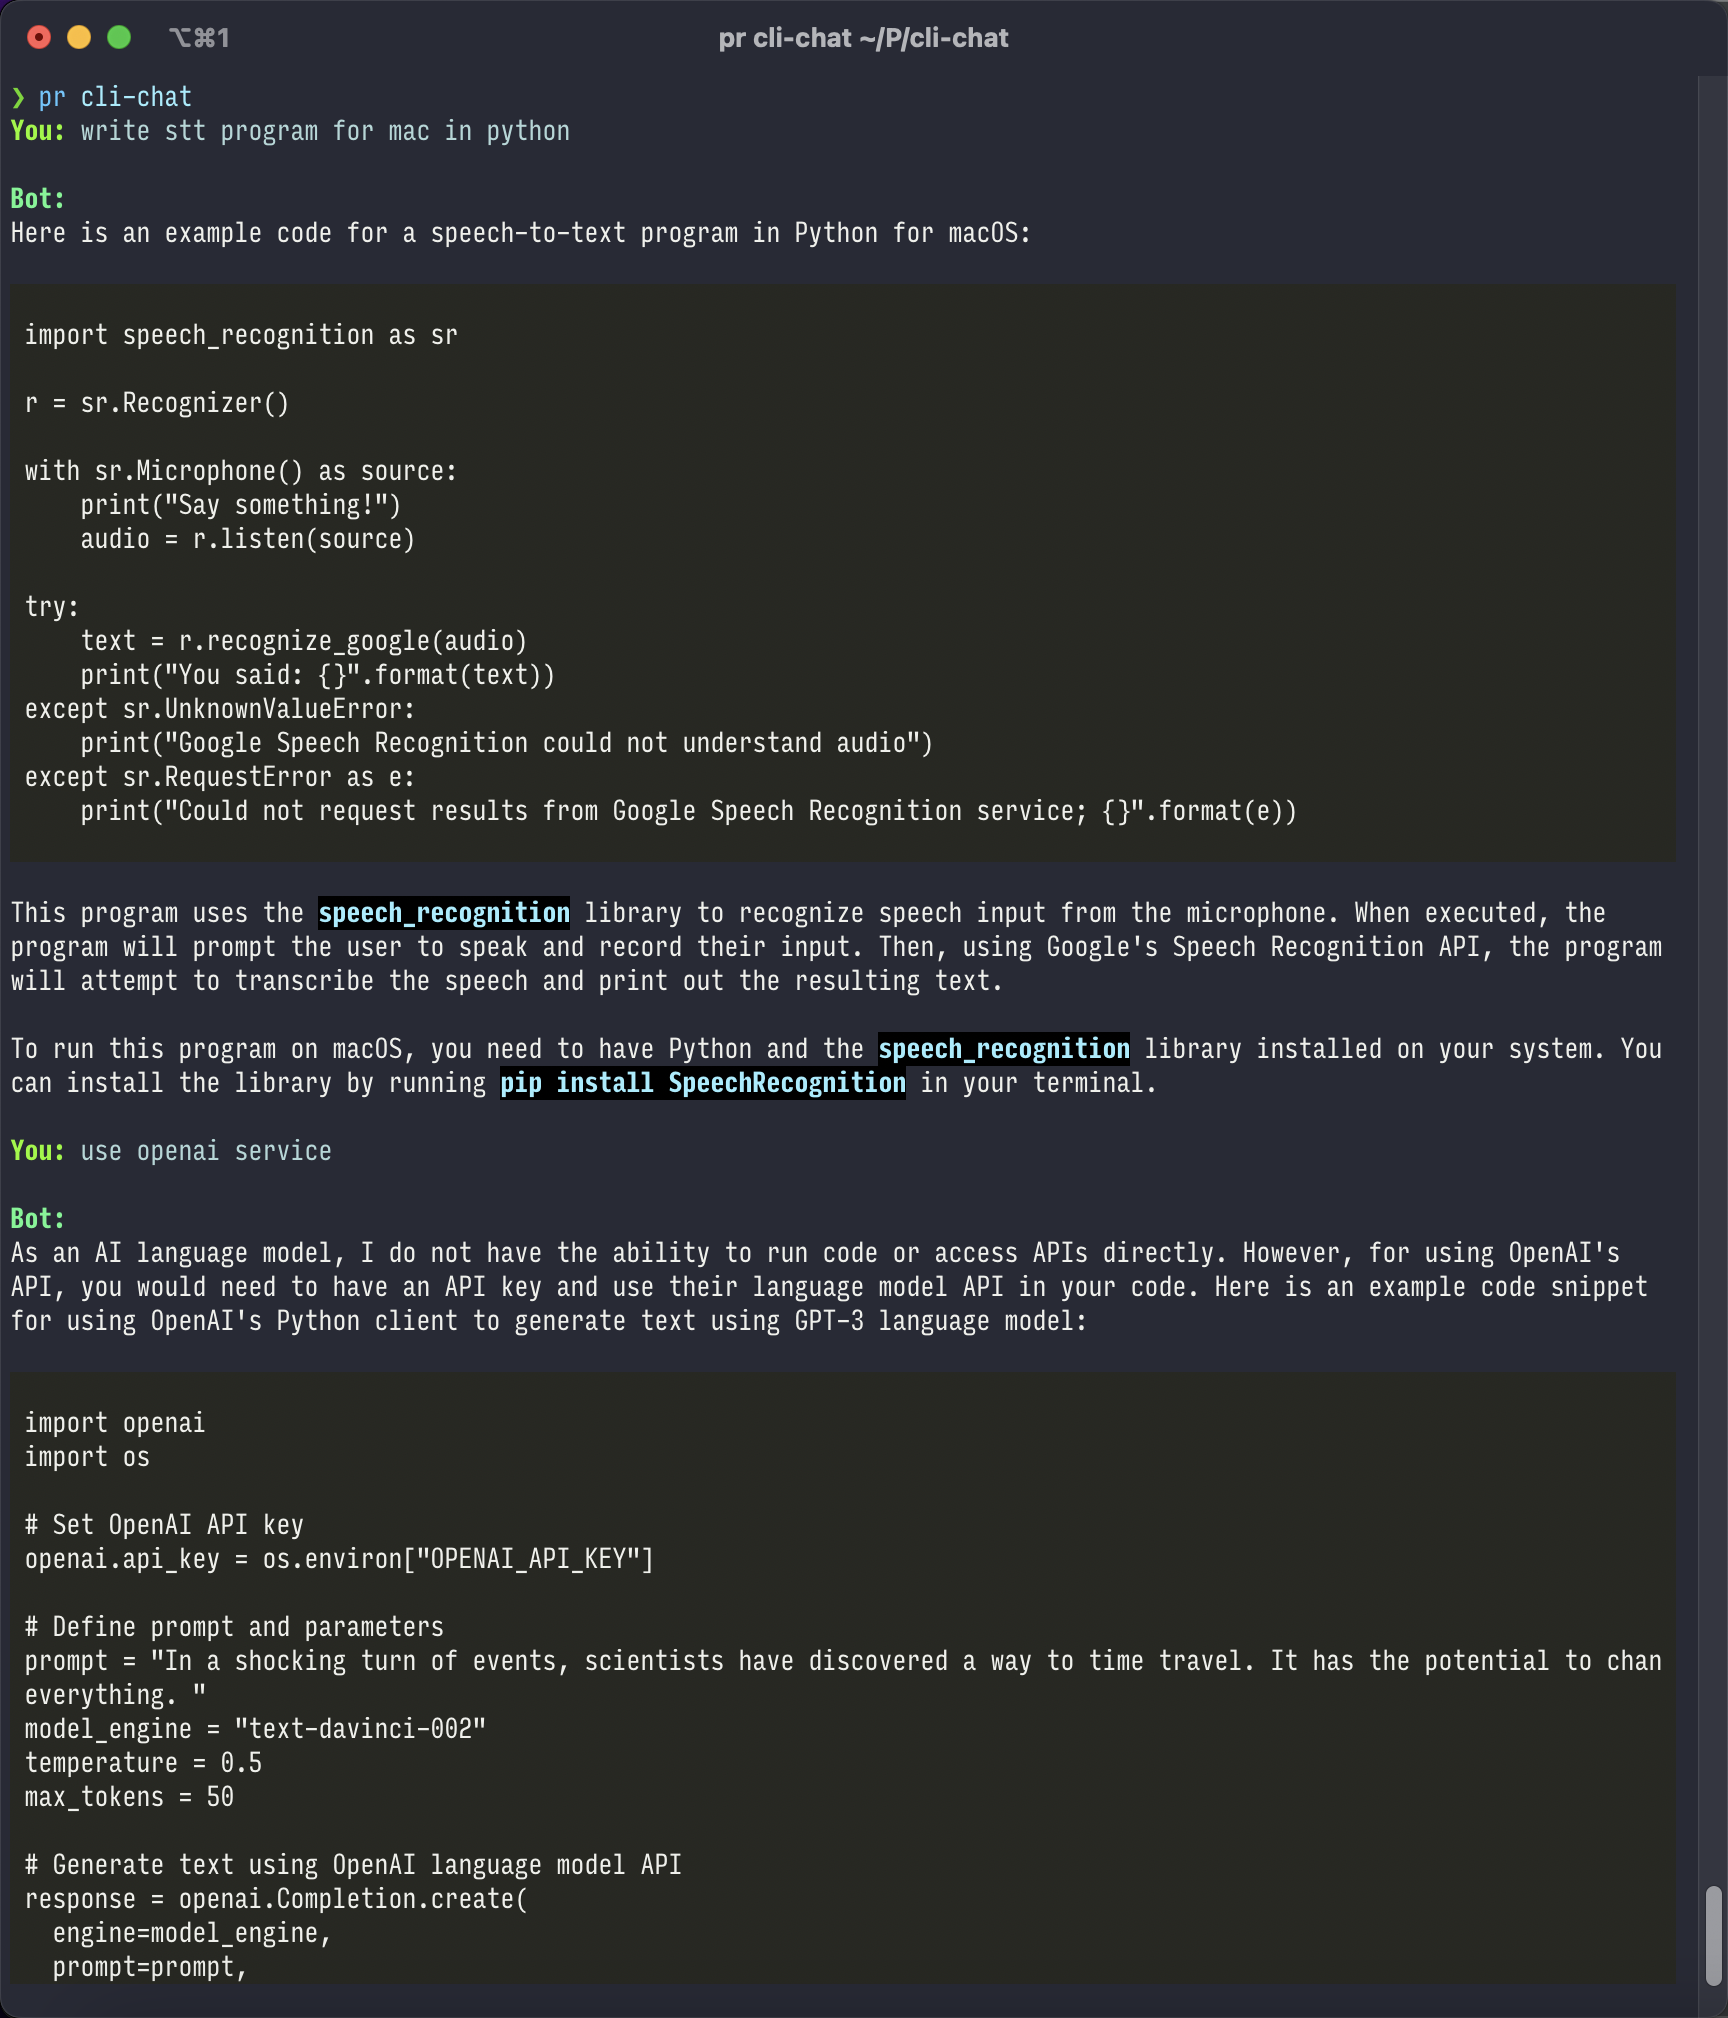 ⌥⌘1
pr cli-chat ~/P/cli-chat
❯ pr cli-chat
You: write stt program for mac in python
Bot:
Here is an example code for a speech-to-text program in Python for macOS:
import speech_recognition as sr
r = sr.Recognizer()
with sr.Microphone() as source:
    print("Say something!")
    audio = r.listen(source)
try:
    text = r.recognize_google(audio)
    print("You said: {}".format(text))
except sr.UnknownValueError:
    print("Google Speech Recognition could not understand audio")
except sr.RequestError as e:
    print("Could not request results from Google Speech Recognition service; {}".format(e))
This program uses the speech_recognition library to recognize speech input from the microphone. When executed, the
program will prompt the user to speak and record their input. Then, using Google's Speech Recognition API, the program
will attempt to transcribe the speech and print out the resulting text.
To run this program on macOS, you need to have Python and the speech_recognition library installed on your system. You
can install the library by running pip install SpeechRecognition in your terminal.
You: use openai service
Bot:
As an AI language model, I do not have the ability to run code or access APIs directly. However, for using OpenAI's
API, you would need to have an API key and use their language model API in your code. Here is an example code snippet
for using OpenAI's Python client to generate text using GPT-3 language model:
import openai
import os
# Set OpenAI API key
openai.api_key = os.environ["OPENAI_API_KEY"]
# Define prompt and parameters
prompt = "In a shocking turn of events, scientists have discovered a way to time travel. It has the potential to chan
everything. "
model_engine = "text-davinci-002"
temperature = 0.5
max_tokens = 50
# Generate text using OpenAI language model API
response = openai.Completion.create(
  engine=model_engine,
  prompt=prompt,